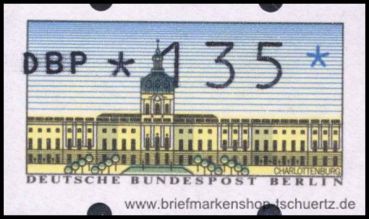 DBP *135*
CHARLOTTENBURG
DEUTSCHE BUNDESPOST BERLIN
www.briefmarkenshop-tschuertz.de